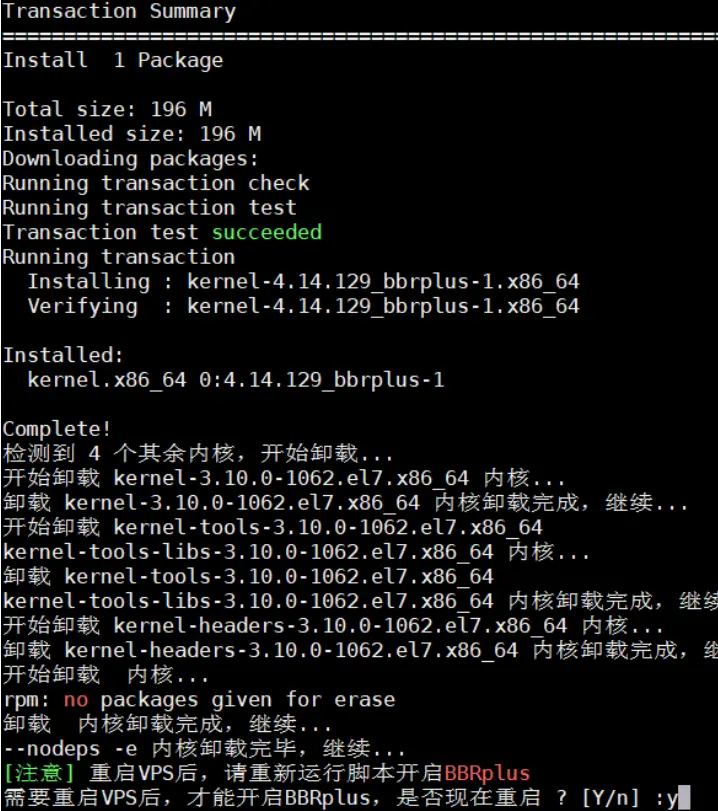 Transaction Summary
================================================================================
Install  1 Package
Total size: 196 M
Installed size: 196 M
Downloading packages:
Running transaction check
Running transaction test
Transaction test succeeded
Running transaction
  Installing : kernel-4.14.129_bbrplus-1.x86_64
  Verifying  : kernel-4.14.129_bbrplus-1.x86_64
Installed:
  kernel.x86_64 0:4.14.129_bbrplus-1
Complete!
检测到 4 个其余内核，开始卸载...
开始卸载 kernel-3.10.0-1062.el7.x86_64 内核...
卸载 kernel-3.10.0-1062.el7.x86_64 内核卸载完成，继续...
开始卸载 kernel-tools-3.10.0-1062.el7.x86_64
kernel-tools-libs-3.10.0-1062.el7.x86_64 内核...
卸载 kernel-tools-3.10.0-1062.el7.x86_64
kernel-tools-libs-3.10.0-1062.el7.x86_64 内核卸载完成，继续
开始卸载 kernel-headers-3.10.0-1062.el7.x86_64 内核...
卸载 kernel-headers-3.10.0-1062.el7.x86_64 内核卸载完成，
开始卸载  内核...
rpm: no packages given for erase
卸载  内核卸载完成，继续...
--nodeps -e 内核卸载完毕，继续...
[注意] 重启VPS后，请重新运行脚本开启BBRplus
需要重启VPS后，才能开启BBRplus，是否现在重启 ? [Y/n] :y